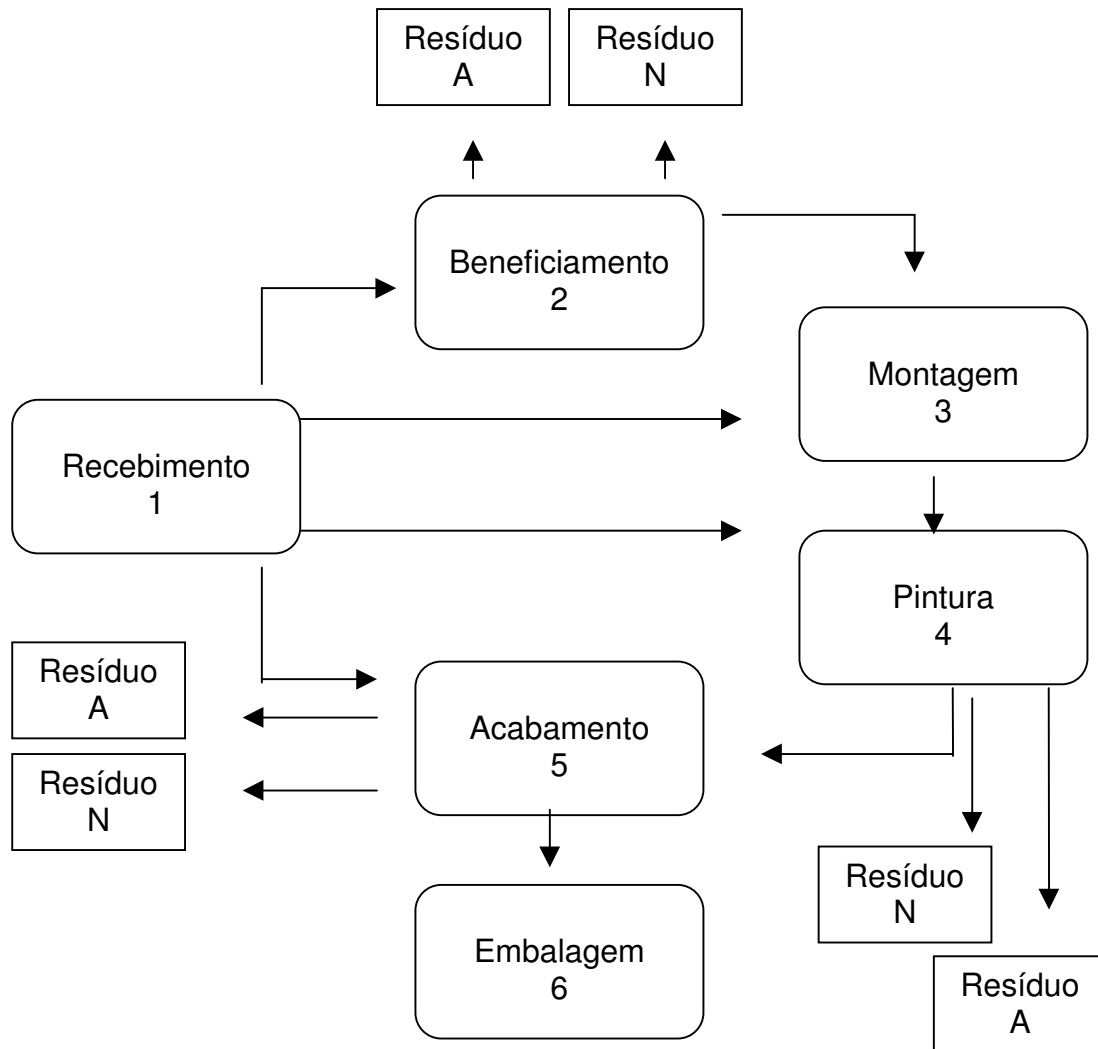 Resíduo
A
Resíduo
N
Beneficiamento
2
Montagem
3
Recebimento
1
Pintura
4
Resíduo
A
Acabamento
5
Resíduo
N
Resíduo
N
Embalagem
6
Resíduo
A